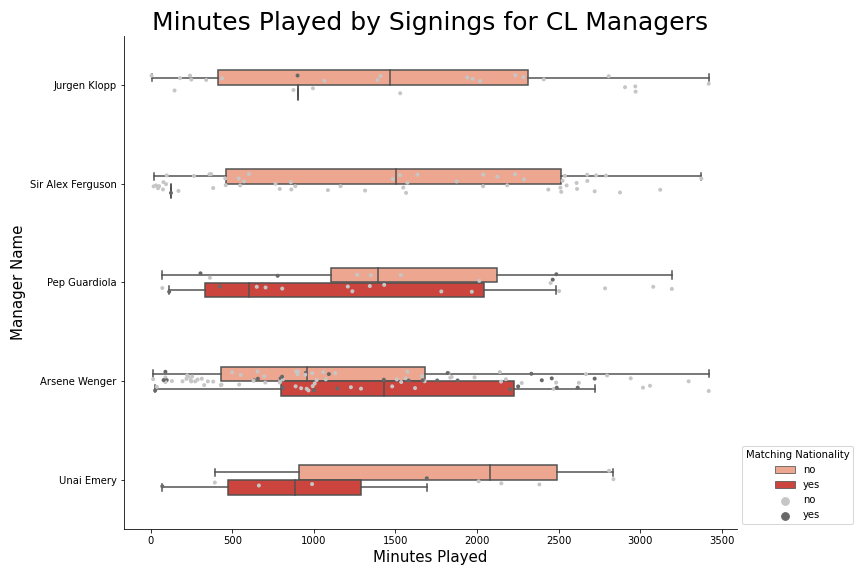 Minutes Played by Signings for CL Managers
Manager Name
Jurgen Klopp
Sir Alex Ferguson
Pep Guardiola
Arsene Wenger
Unai Emery
0 500 1000 1500 2000 2500 3000 3500
Minutes Played
Matching Nationality
no
yes
no
yes